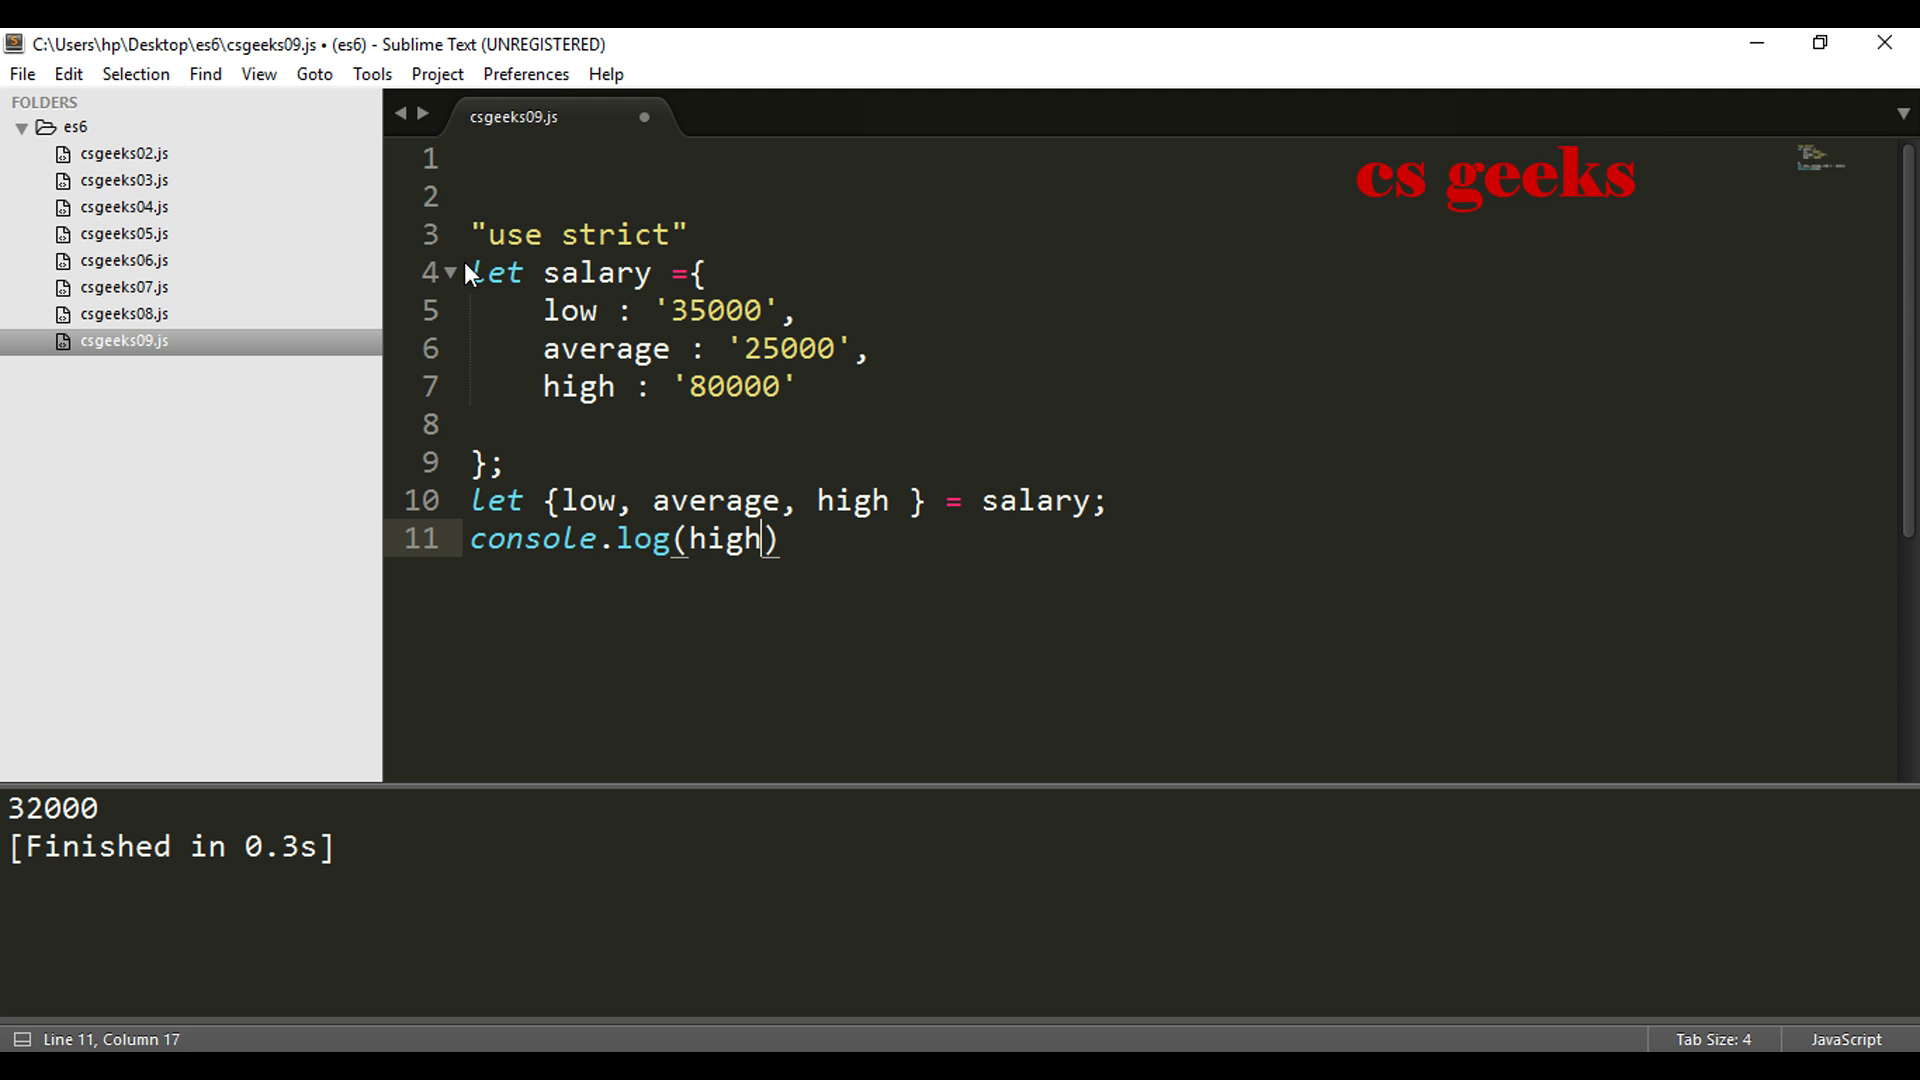 C:\Users\hp\Desktop\es6\csgeeks09.js • (es6) - Sublime Text (UNREGISTERED)
File Edit Selection Find View Goto Tools Project Preferences Help
FOLDERS
es6
csgeeks02.js
csgeeks03.js
csgeeks04.js
csgeeks05.js
csgeeks06.js
csgeeks07.js
csgeeks08.js
csgeeks09.js
csgeeks09.js
cs geeks
1
2
3 "use strict"
4 let salary ={
5 low : '35000',
6 average : '25000',
7 high : '80000'
8
9 };
10 let {low, average, high } = salary;
11 console.log(high)
32000
[Finished in 0.3s]
Line 11, Column 17
Tab Size: 4
JavaScript